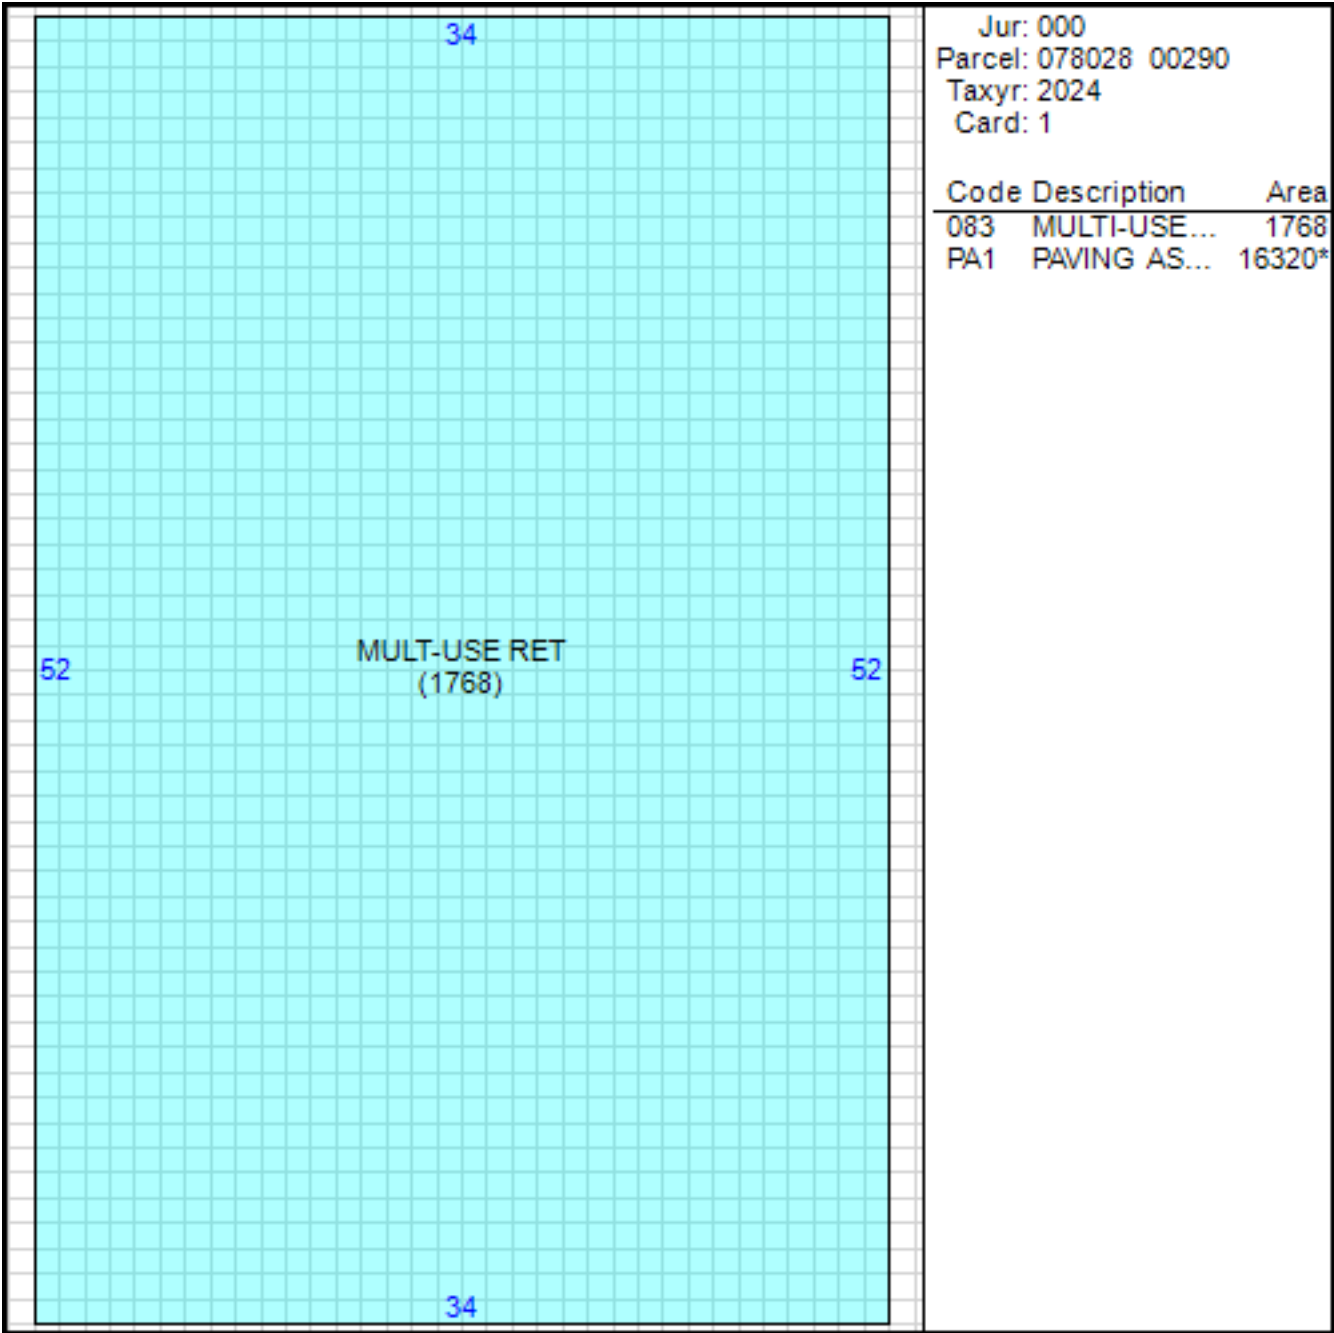 34
52
MULT-USE RET
(1768)
52
34
Jur: 000
Parcel: 078028 00290
Taxyr: 2024
Card: 1
Code Description Area
083 MULTI-USE... 1768
PA1 PAVING AS... 16320*